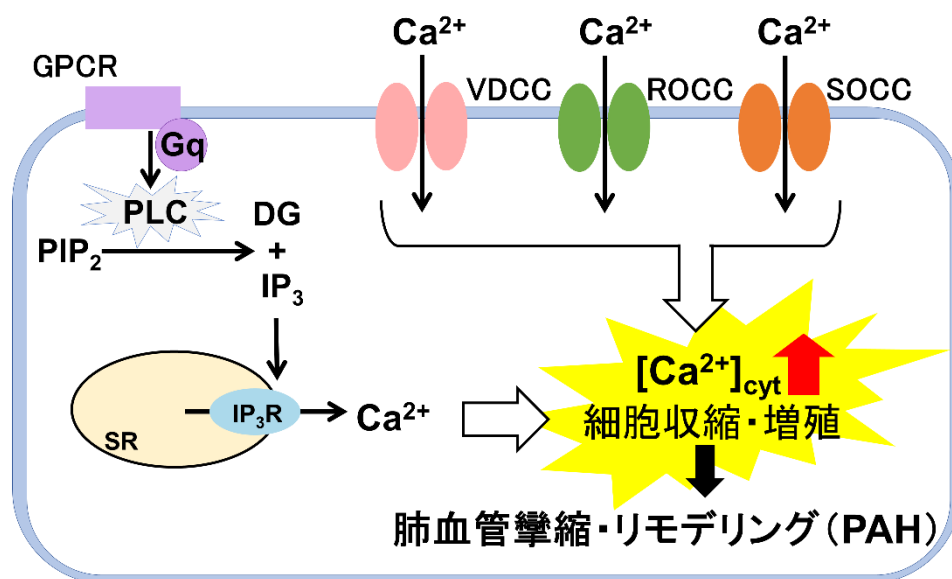 Ca²⁺ Ca²⁺ Ca²⁺
GPCR
VDCC ROCC SOCC
Gq
PLC
DG
PIP₂ +
IP₃
[Ca²⁺]cyt
IP₃R Ca²⁺
細胞収縮・増殖
SR
肺血管攣縮・リモデリング(PAH)